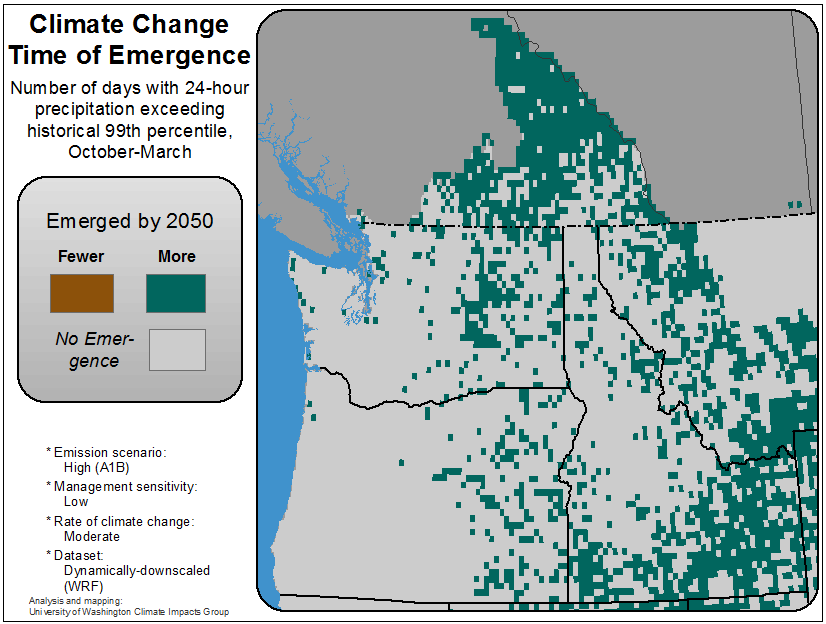 Climate Change
Time of Emergence
Number of days with 24-hour
precipitation exceeding
historical 99th percentile,
October-March
Emerged by 2050
Fewer More
No Emer-
gence
* Emission scenario:
High (A1B)
* Management sensitivity:
Low
* Rate of climate change:
Moderate
* Dataset:
Dynamically-downscaled
(WRF)
Analysis and mapping:
University of Washington Climate Impacts Group